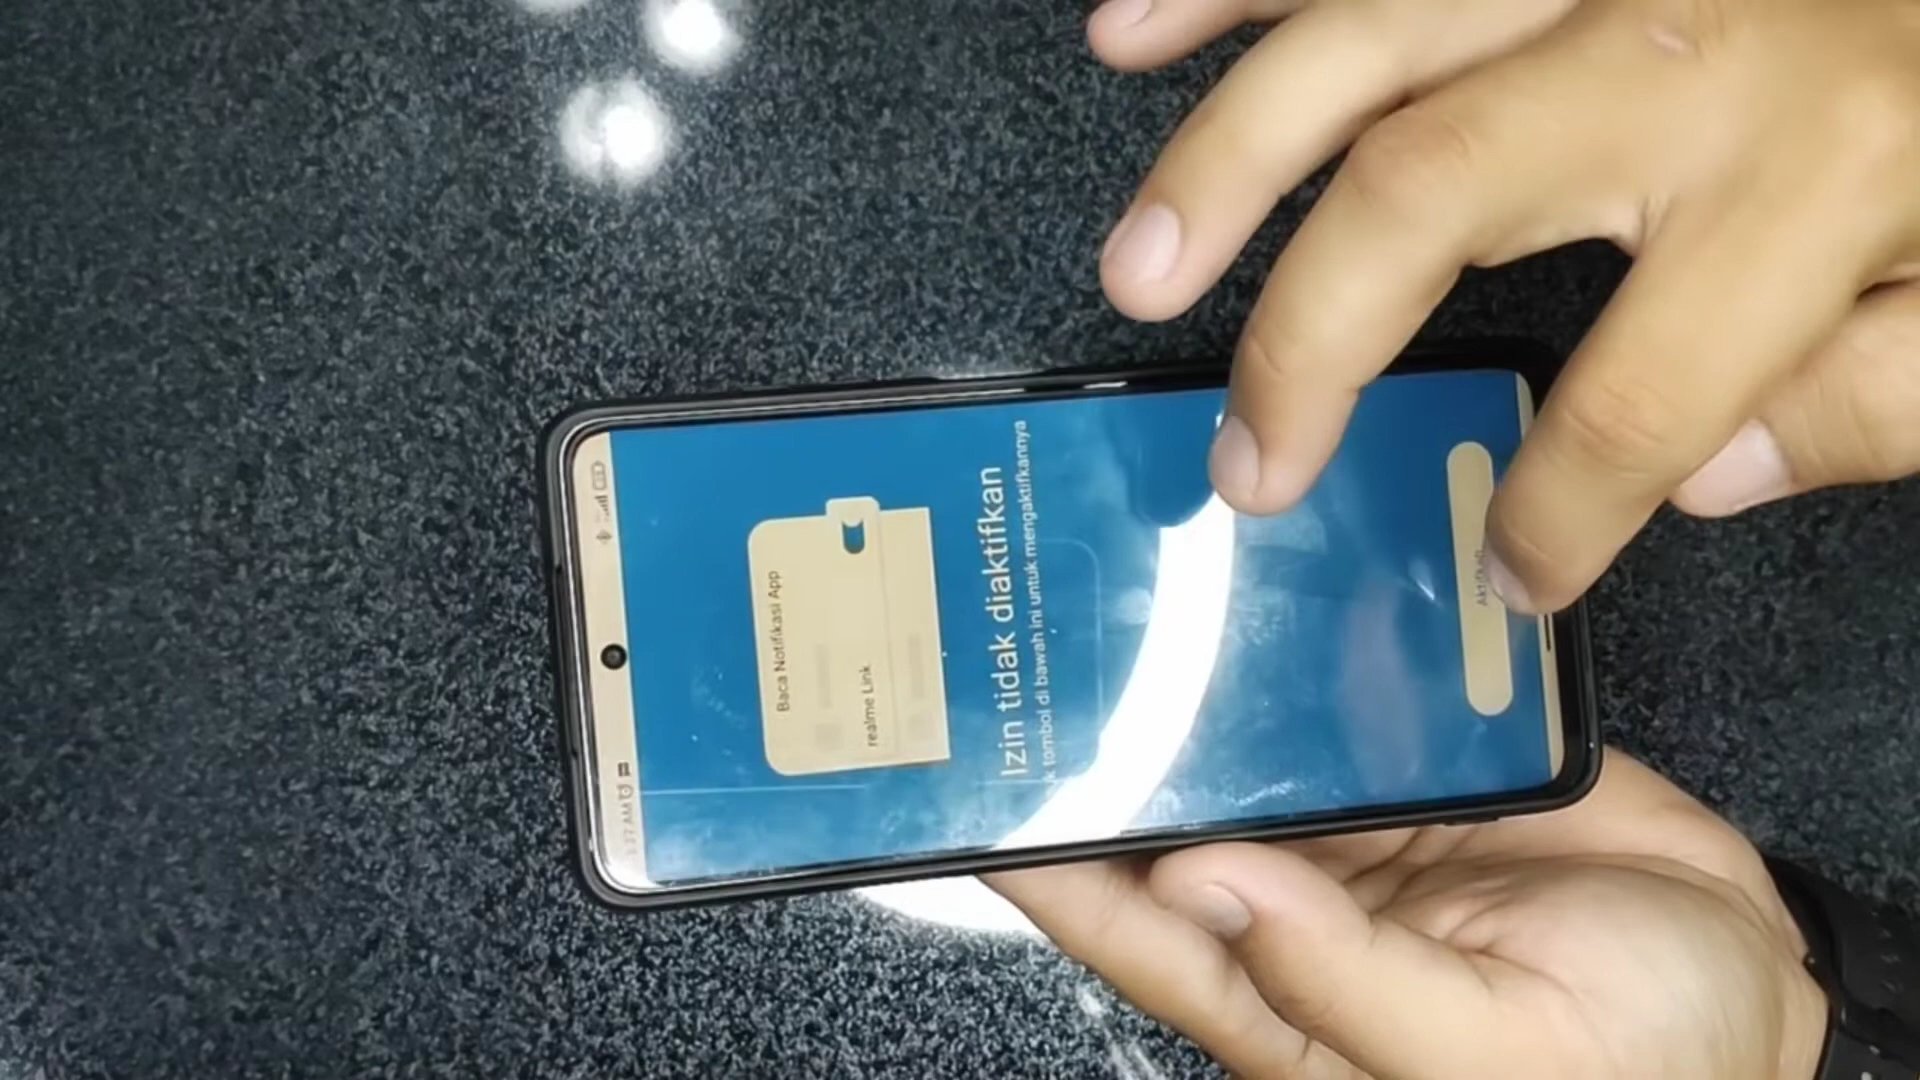 Baca Notifikasi App
realme Link
Izin tidak diaktifkan
tombol di bawah ini untuk mengaktifkannya